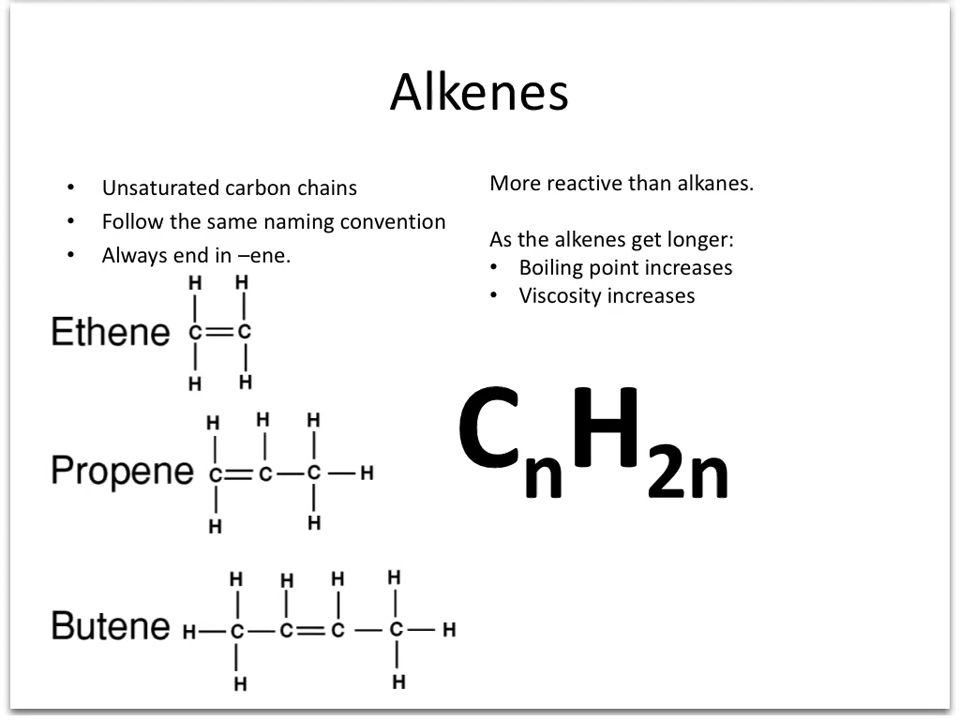 Alkenes
• Unsaturated carbon chains
• Follow the same naming convention
• Always end in –ene.
More reactive than alkanes.
As the alkenes get longer:
• Boiling point increases
• Viscosity increases
H H
Ethene C=C
H H
H H H
Propene C=C—C—H
H H
CnH2n
H H H H
Butene H—C—C=C—C—H
H H